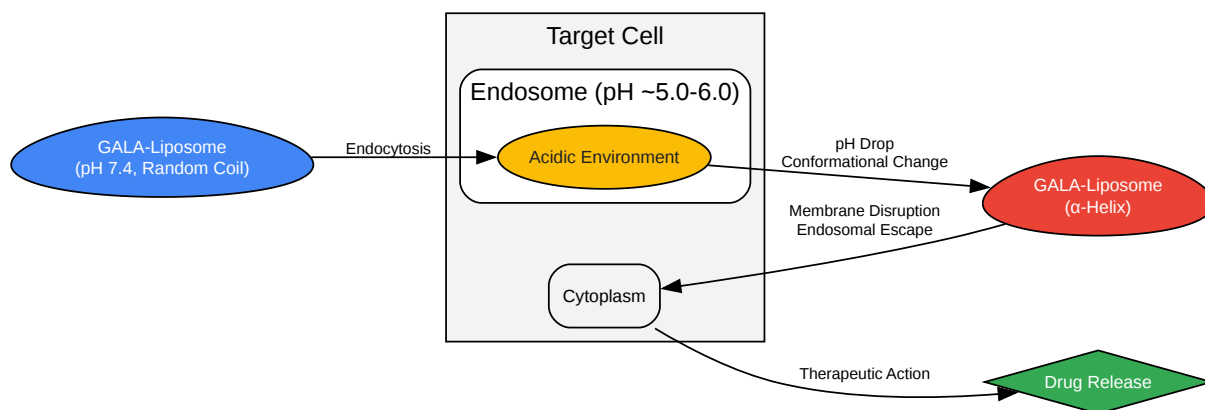 Target Cell
Endosome (pH ~5.0-6.0)
GALA-Liposome
(pH 7.4, Random Coil)
Endocytosis
Acidic Environment
pH Drop
Conformational Change
GALA-Liposome
(α-Helix)
Membrane Disruption
Endosomal Escape
Cytoplasm
Therapeutic Action
Drug Release